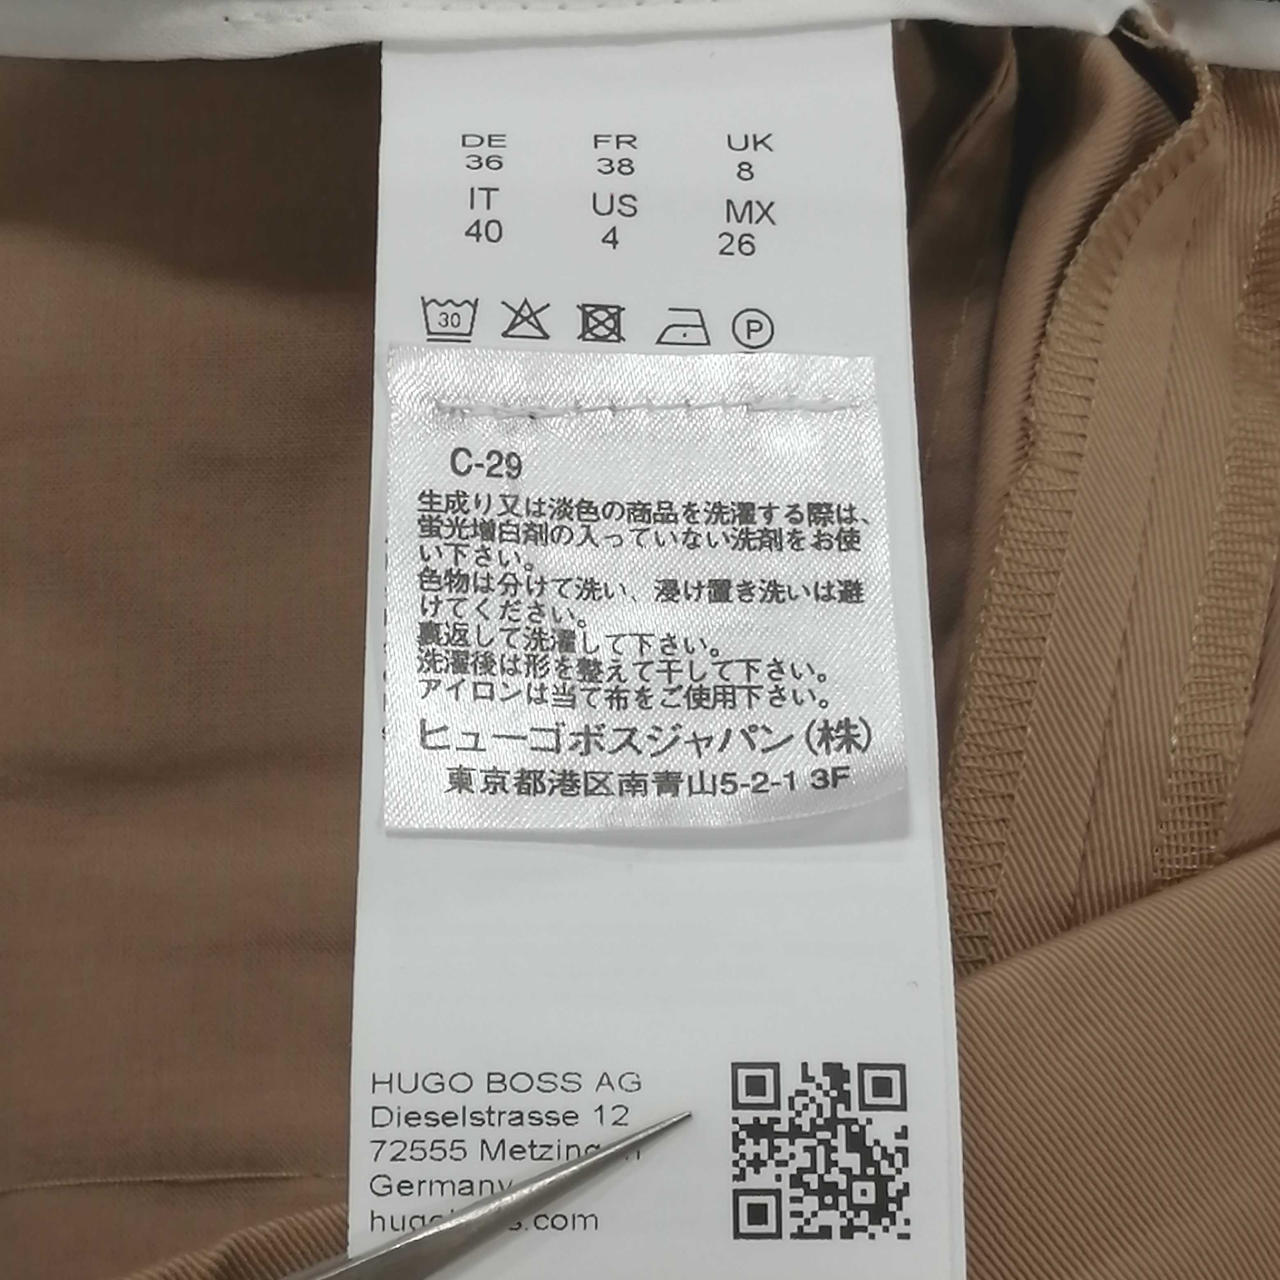 DE FR UK
36 38 8
IT US MX
40 4 26
30 P
C-29
生成り又は淡色の商品を洗濯する際は、
蛍光増白剤の入っていない洗剤をお使
い下さい。
色物は分けて洗い、浸け置き洗いは避
けてください。
裏返しして洗濯して下さい。
洗濯後は形を整えて干して下さい。
アイロンは当て布をご使用下さい。
ヒューゴボスジャパン(株)
東京都港区南青山5-2-1 3F
HUGO BOSS AG
Dieselstrasse 12
72555
Germany